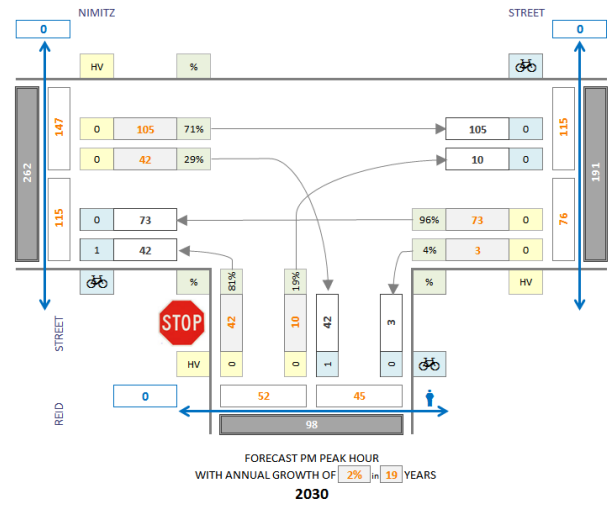 NIMITZ STREET
0 0
HV %
147 0 105 71% 105 0 115
0 42 29% 10 0
262 191
115 0 73 96% 73 0 76
1 42 4% 3 0
% 81% 19% % HV
STOP 42 10 42 3
HV 0 0 1 0
STREET
REID
0 52 45
98
FORECAST PM PEAK HOUR
WITH ANNUAL GROWTH OF 2% in 19 YEARS
2030